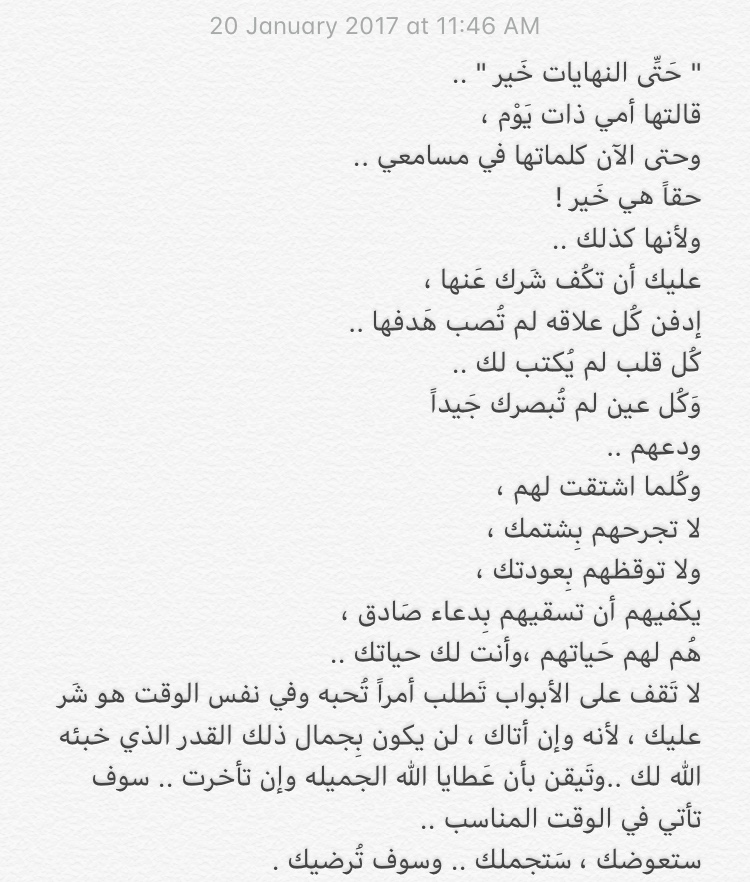 20 January 2017 at 11:46 AM
" حَتِّى النهايات خَير " ..
قالتها أمي ذات يَوْم ،
وحتى الآن كلماتها في مسامعي ..
حقاً هي خَير !
ولأنها كذلك ..
عليك أن تكُف شَرك عَنها ،
إدفن كُل علاقه لم تُصب هَدفها ..
كُل قلب لم يُكتب لك ..
وَكُل عين لم تُبصرك جَيداً
ودعهم ..
وكُلما اشتقت لهم ،
لا تجرحهم بِشتمك ،
ولا توقظهم بِعودتك ،
يكفيهم أن تسقيهم بِدعاء صَادق ،
هُم لهم حَياتهم ،وأنت لك حياتك ..
لا تَقف على الأبواب تَطلب أمراً تُحبه وفي نفس الوقت هو شَر
عليك ، لأنه وإن أتاك ، لن يكون بِجمال ذلك القدر الذي خبئه
الله لك ..وتَيقن بأن عَطايا الله الجميله وإن تأخرت .. سوف
تأتي في الوقت المناسب ..
ستعوضك ، سَتجملك .. وسوف تُرضيك .